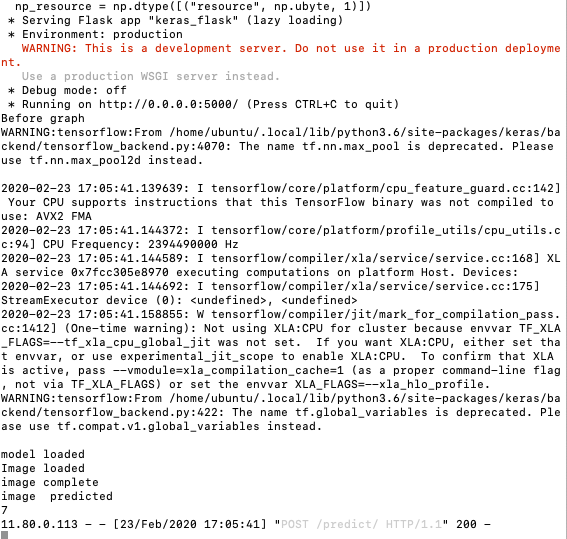 np_resource = np.dtype([("resource", np.ubyte, 1)])
 * Serving Flask app "keras_flask" (lazy loading)
 * Environment: production
   WARNING: This is a development server. Do not use it in a production deployme
nt.
   Use a production WSGI server instead.
 * Debug mode: off
 * Running on http://0.0.0.0:5000/ (Press CTRL+C to quit)
Before graph
WARNING:tensorflow:From /home/ubuntu/.local/lib/python3.6/site-packages/keras/ba
ckend/tensorflow_backend.py:4070: The name tf.nn.max_pool is deprecated. Please 
use tf.nn.max_pool2d instead.

2020-02-23 17:05:41.139639: I tensorflow/core/platform/cpu_feature_guard.cc:142]
 Your CPU supports instructions that this TensorFlow binary was not compiled to 
use: AVX2 FMA
2020-02-23 17:05:41.144372: I tensorflow/core/platform/profile_utils/cpu_utils.c
c:94] CPU Frequency: 2394490000 Hz
2020-02-23 17:05:41.144589: I tensorflow/compiler/xla/service/service.cc:168] XL
A service 0x7fcc305e8970 executing computations on platform Host. Devices:
2020-02-23 17:05:41.144692: I tensorflow/compiler/xla/service/service.cc:175]   
StreamExecutor device (0): <undefined>, <undefined>
2020-02-23 17:05:41.158855: W tensorflow/compiler/jit/mark_for_compilation_pass.
cc:1412] (One-time warning): Not using XLA:CPU for cluster because envvar TF_XLA
_FLAGS=--tf_xla_cpu_global_jit was not set.  If you want XLA:CPU, either set tha
t envvar, or use experimental_jit_scope to enable XLA:CPU.  To confirm that XLA 
is active, pass --vmodule=xla_compilation_cache=1 (as a proper command-line flag
, not via TF_XLA_FLAGS) or set the envvar XLA_FLAGS=--xla_hlo_profile.
WARNING:tensorflow:From /home/ubuntu/.local/lib/python3.6/site-packages/keras/ba
ckend/tensorflow_backend.py:422: The name tf.global_variables is deprecated. Ple
ase use tf.compat.v1.global_variables instead.

model loaded
Image loaded
image complete
image  predicted
7
11.80.0.113 - - [23/Feb/2020 17:05:41] "POST /predict/ HTTP/1.1" 200 -